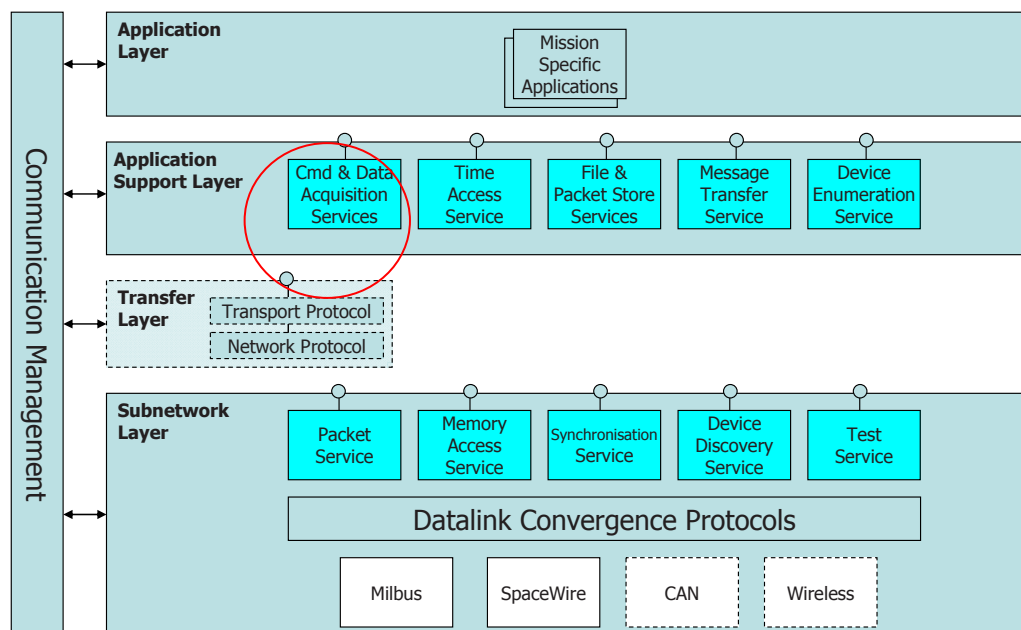 Communication Management
Application
Layer
Mission
Specific
Applications
Application
Support Layer
Cmd & Data
Acquisition
Services
Time
Access
Service
File &
Packet Store
Services
Message
Transfer
Service
Device
Enumeration
Service
Transfer
Layer
Transport Protocol
Network Protocol
Subnetwork
Layer
Packet
Service
Memory
Access
Service
Synchronisation
Service
Device
Discovery
Service
Test
Service
Datalink Convergence Protocols
Milbus
SpaceWire
CAN
Wireless